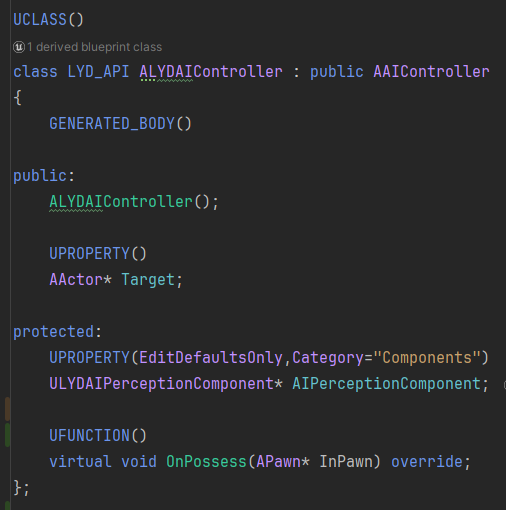 UCLASS()
1 derived blueprint class
class LYD_API ALYDAIController : public AAIController
{
GENERATED_BODY()
public:
ALYDAIController();
UPROPERTY()
AActor* Target;
protected:
UPROPERTY(EditDefaultsOnly,Category="Components")
ULYDAIPerceptionComponent* AIPerceptionComponent;
UFUNCTION()
virtual void OnPossess(APawn* InPawn) override;
};